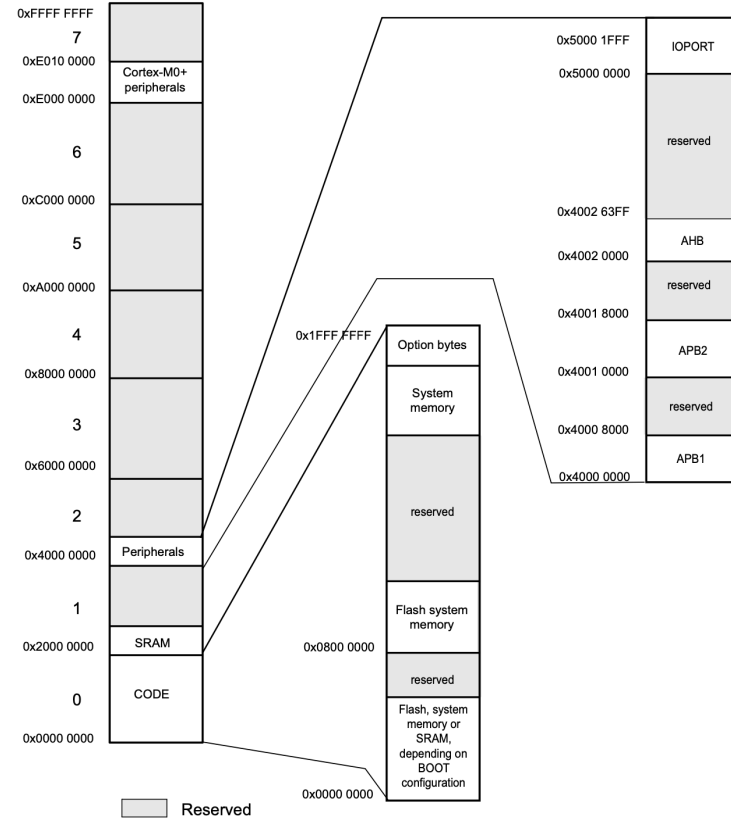 0xFFFF FFFF
7
0xE010 0000
Cortex-M0+
peripherals
0xE000 0000
6
0xC000 0000
5
0xA000 0000
4
0x8000 0000
3
0x6000 0000
2
0x4000 0000
Peripherals
1
0x2000 0000
SRAM
0
CODE
0x0000 0000
Reserved
0x1FFF FFFF
Option bytes
System
memory
reserved
Flash system
memory
0x0800 0000
reserved
Flash, system
memory or
SRAM,
depending on
BOOT
configuration
0x0000 0000
0x5000 1FFF
IOPORT
0x5000 0000
reserved
0x4002 63FF
AHB
0x4002 0000
reserved
0x4001 8000
APB2
0x4001 0000
reserved
0x4000 8000
APB1
0x4000 0000